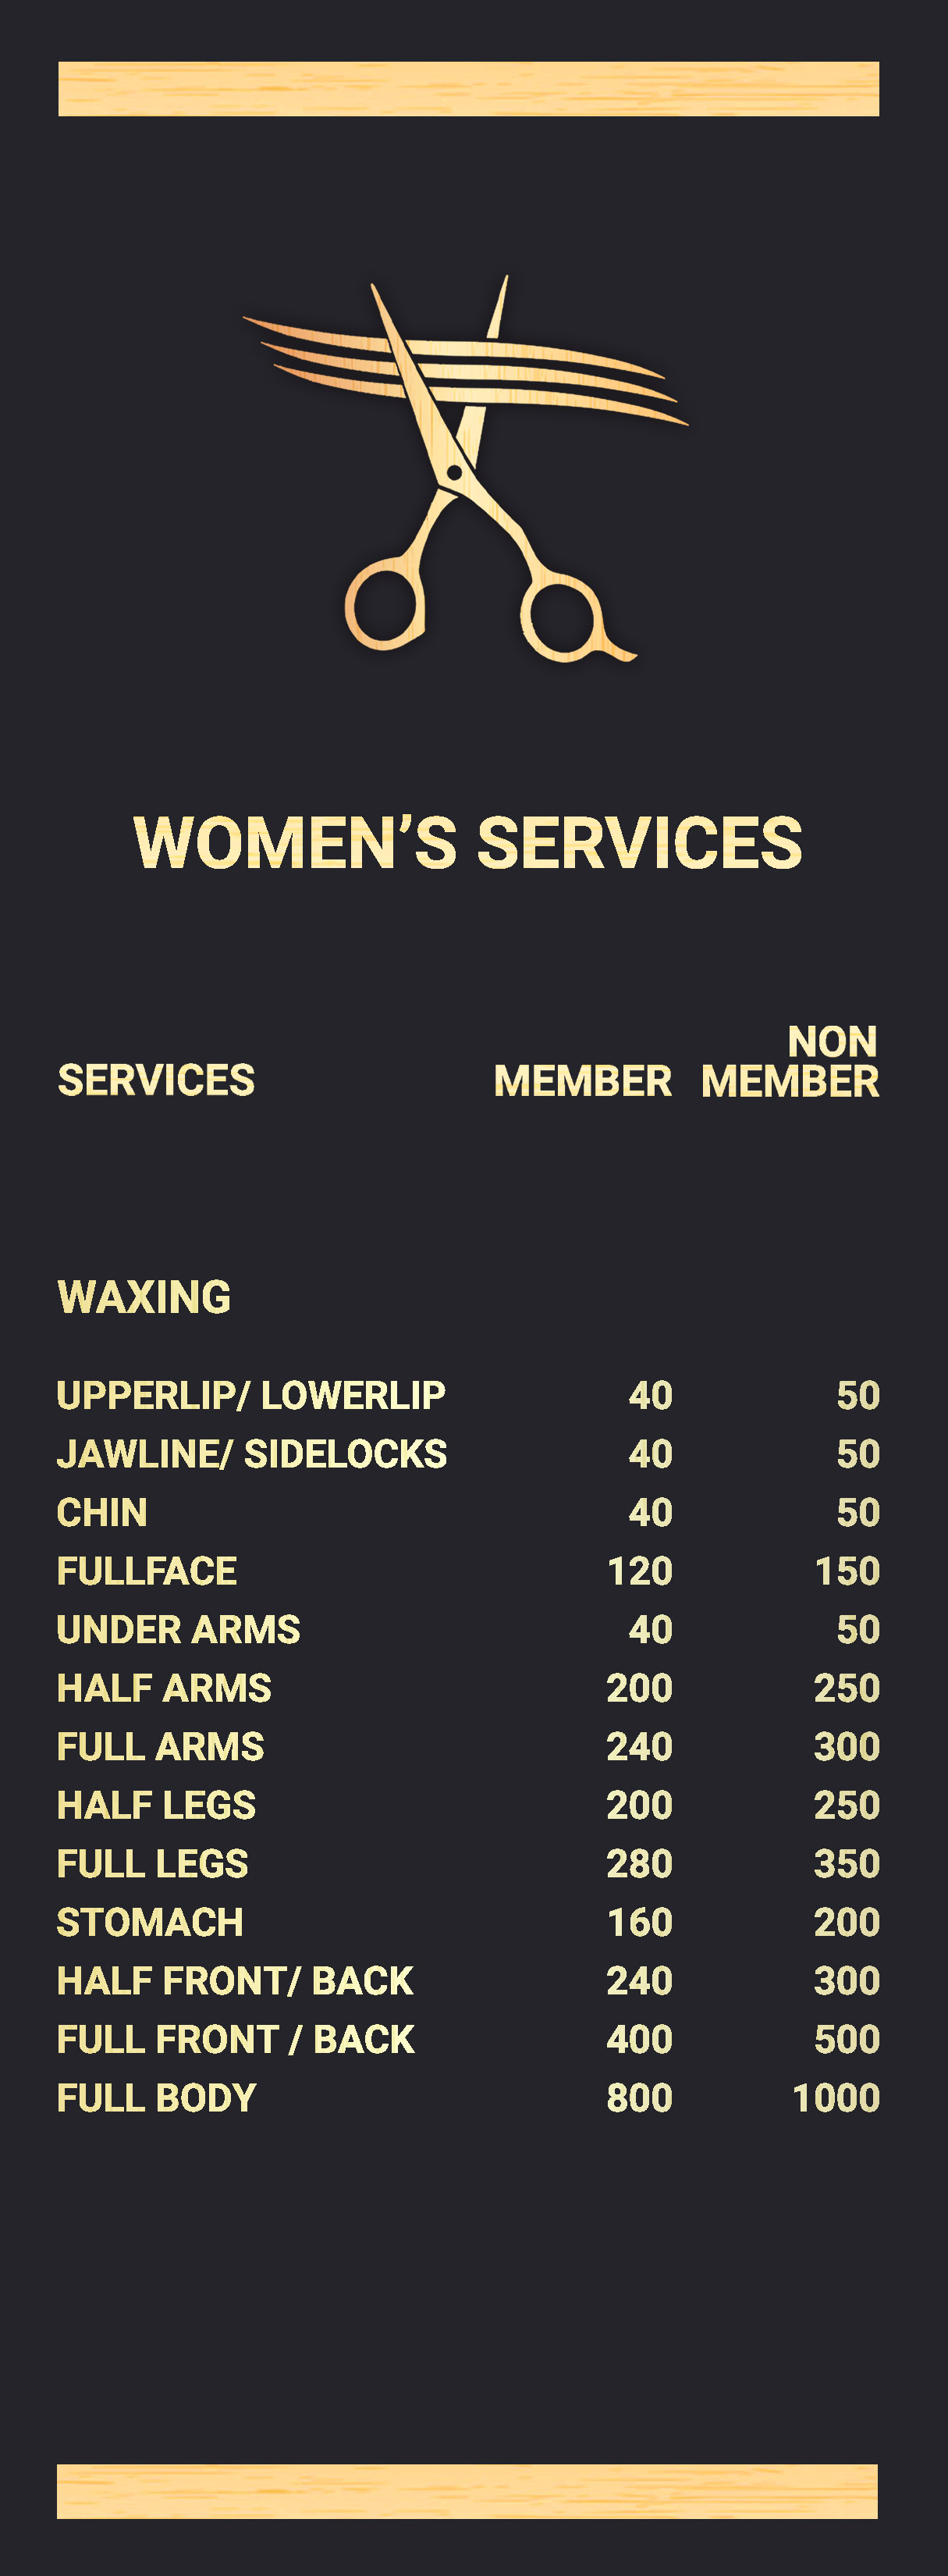 WOMEN’S SERVICES
SERVICES MEMBER NON MEMBER
WAXING
UPPERLIP/ LOWERLIP 40 50
JAWLINE/ SIDELOCKS 40 50
CHIN 40 50
FULLFACE 120 150
UNDER ARMS 40 50
HALF ARMS 200 250
FULL ARMS 240 300
HALF LEGS 200 250
FULL LEGS 280 350
STOMACH 160 200
HALF FRONT/ BACK 240 300
FULL FRONT / BACK 400 500
FULL BODY 800 1000